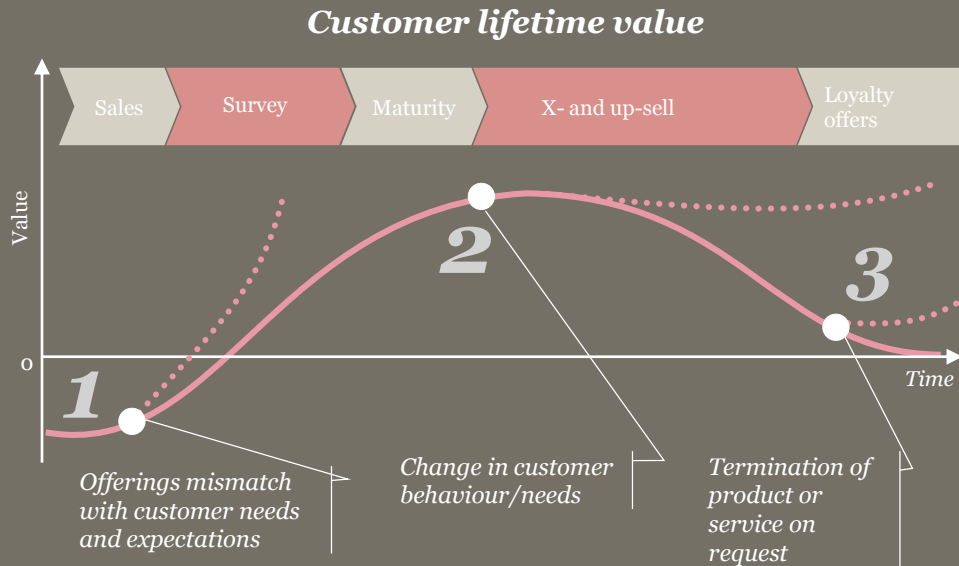 Customer lifetime value
Sales
Survey
Maturity
X- and up-sell
Loyalty
offers
Value
2
3
0
1
Time
Offerings mismatch
with customer needs
and expectations
Change in customer
behaviour/needs
Termination of
product or
service on
request